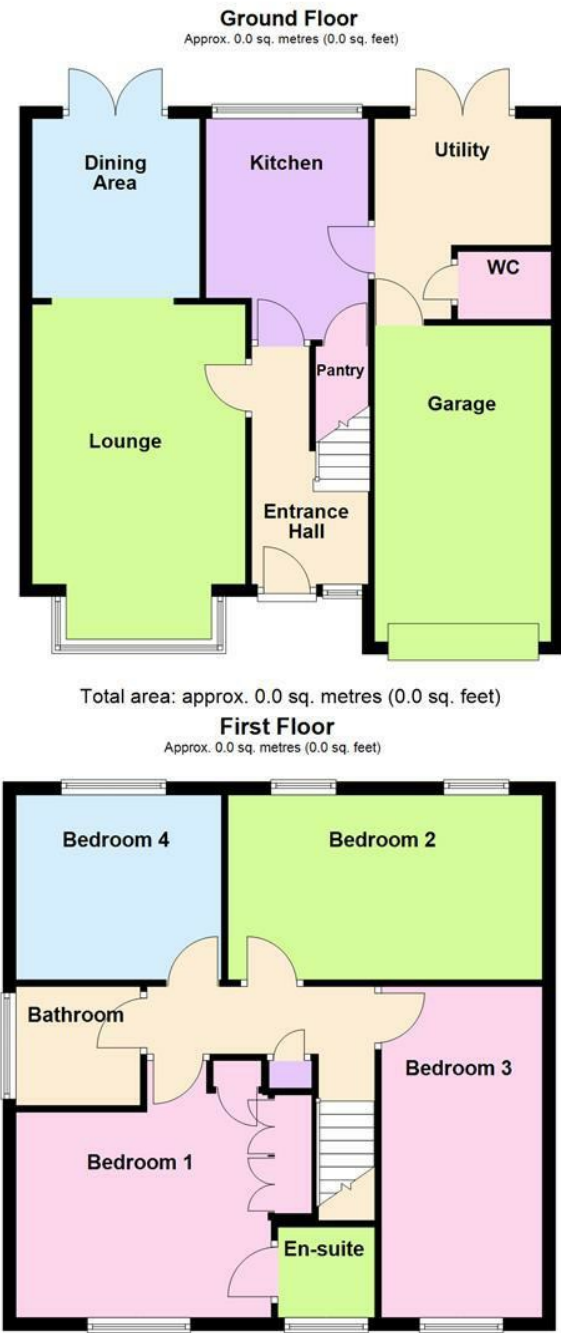 Ground Floor
Approx. 0.0 sq. metres (0.0 sq. feet)
Dining
Area
Kitchen
Utility
WC
Pantry
Garage
Lounge
Entrance
Hall
Total area: approx. 0.0 sq. metres (0.0 sq. feet)
First Floor
Approx. 0.0 sq. metres (0.0 sq. feet)
Bedroom 4
Bedroom 2
Bathroom
Bedroom 3
Bedroom 1
En-suite